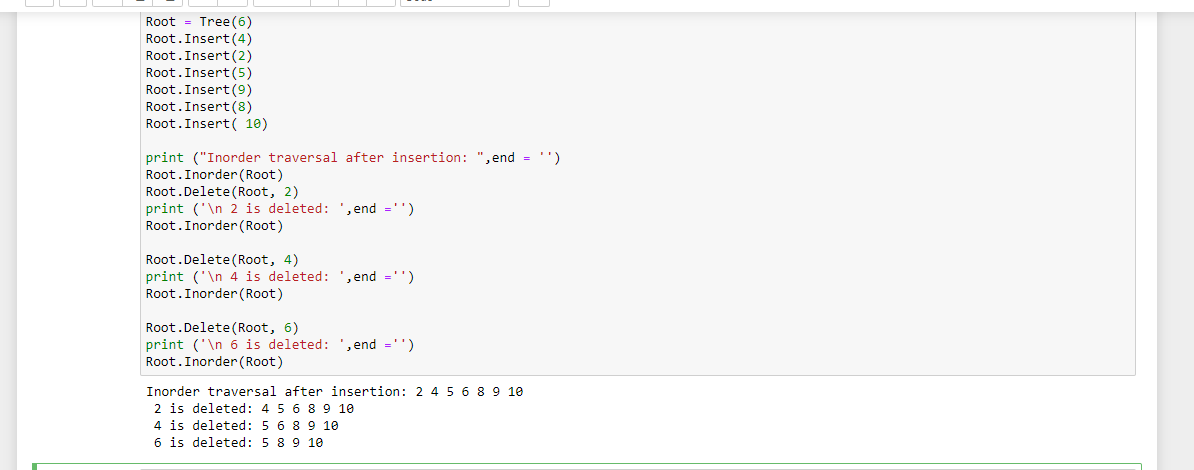 Root = Tree(6)
Root.Insert(4)
Root.Insert(2)
Root.Insert(5)
Root.Insert(9)
Root.Insert(8)
Root.Insert( 10)
print ("Inorder traversal after insertion: ",end = '')
Root.Inorder(Root)
Root.Delete(Root, 2)
print ('\n 2 is deleted: ',end ='')
Root.Inorder(Root)
Root.Delete(Root, 4)
print ('\n 4 is deleted: ',end ='')
Root.Inorder(Root)
Root.Delete(Root, 6)
print ('\n 6 is deleted: ',end ='')
Root.Inorder(Root)
Inorder traversal after insertion: 2 4 5 6 8 9 10
2 is deleted: 4 5 6 8 9 10
4 is deleted: 5 6 8 9 10
6 is deleted: 5 8 9 10